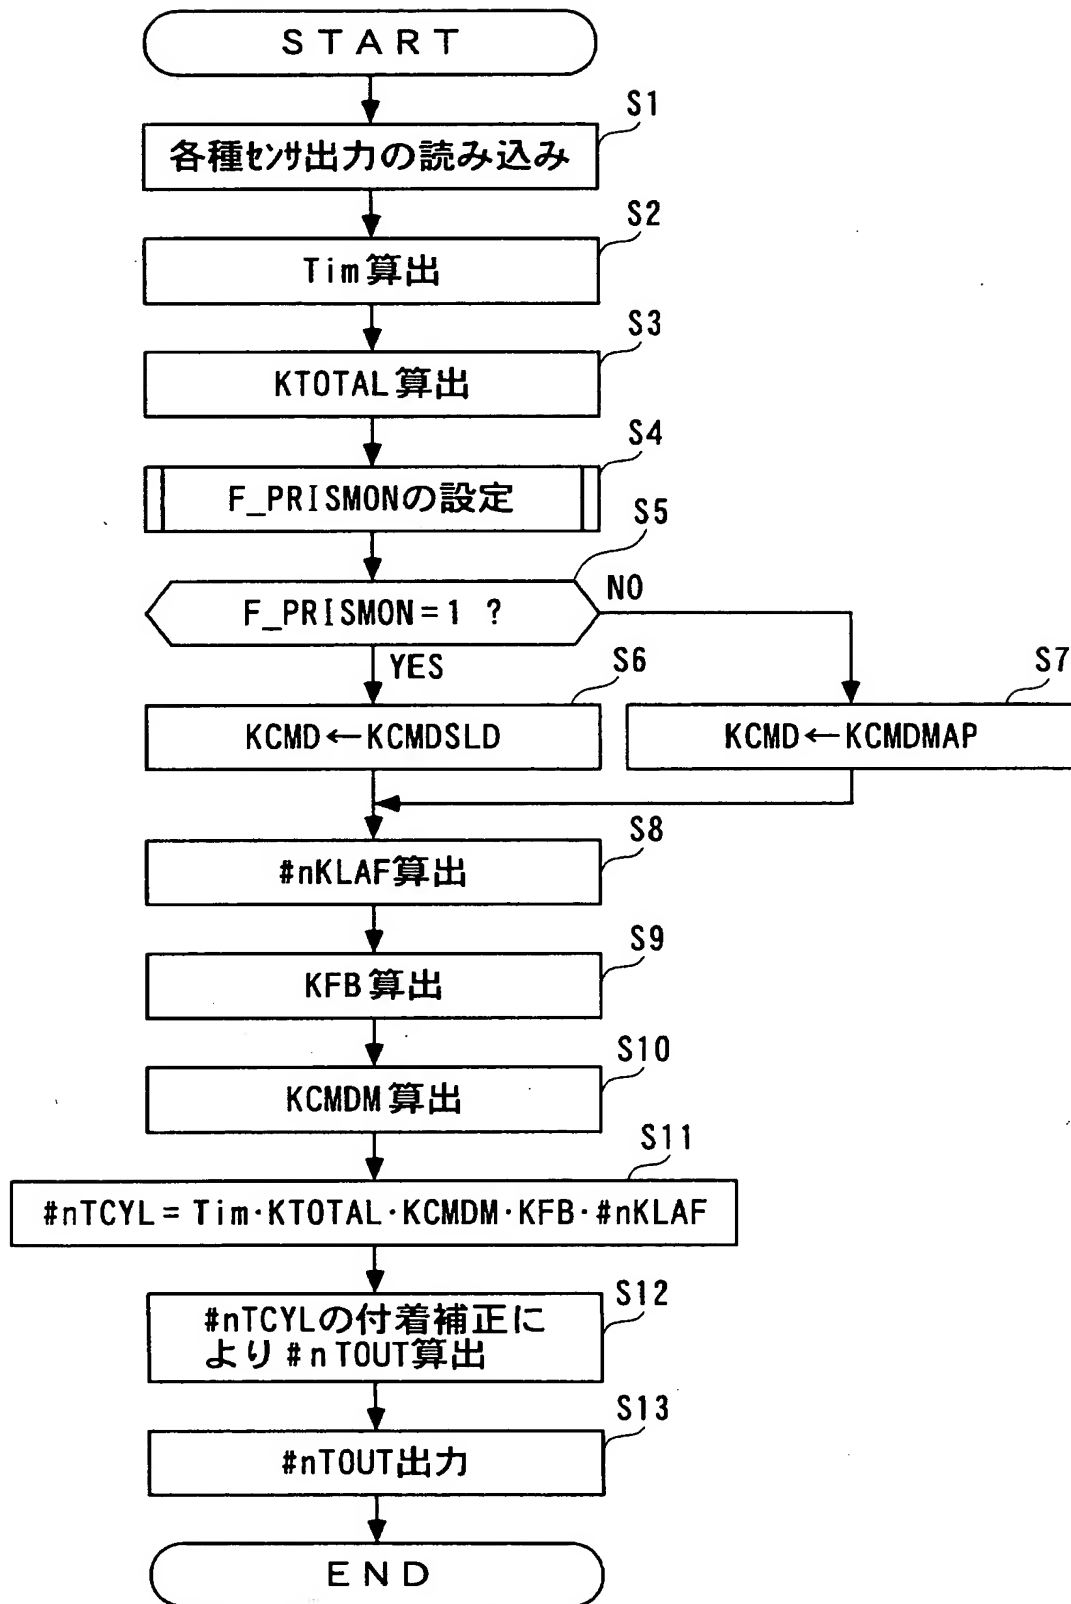 START
S1
各種ｾﾝｻ出力の読み込み
S2
Tim算出
S3
KTOTAL算出
S4
F_PRISMONの設定
S5
F_PRISMON=1 ?
NO
YES
S6
KCMD←KCMDSLD
S7
KCMD←KCMDMAP
S8
#nKLAF算出
S9
KFB算出
S10
KCMDM算出
S11
#nTCYL=Tim·KTOTAL·KCMDM·KFB·#nKLAF
S12
#nTCYLの付着補正に
より#nTOUT算出
S13
#nTOUT出力
END